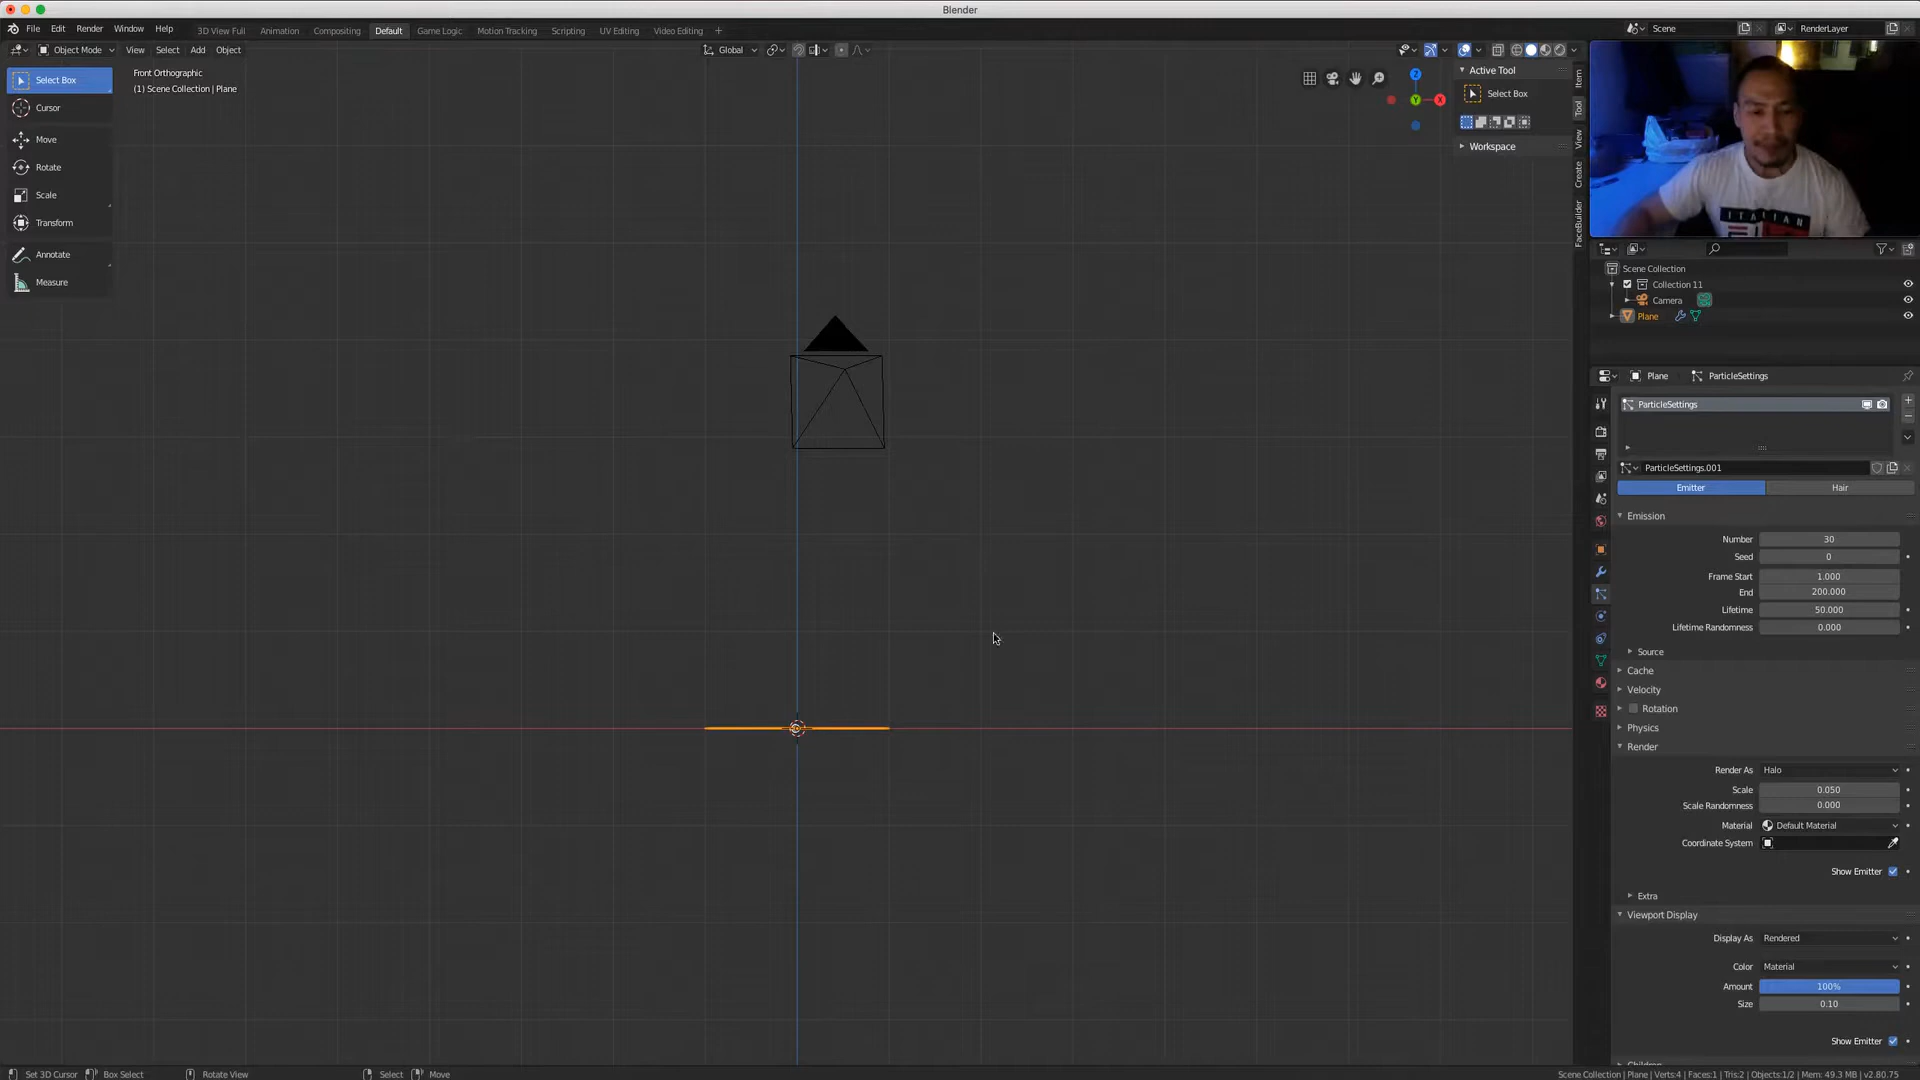 Blender
File Edit Render Window Help
3D View Full Animation Compositing Default Game Logic Motion Tracking Scripting UV Editing Video Editing +
Scene RenderLayer
Object Mode View Select Add Object
Global
Select Box
Cursor
Move
Rotate
Scale
Transform
Annotate
Measure
Front Orthographic
(1) Scene Collection | Plane
Z
Y
X
Active Tool
Select Box
Workspace
Item
Tool
View
Create
FaceBuilder
ITALIAN
Scene Collection
Collection 11
Camera
Plane
Plane ParticleSettings
ParticleSettings
ParticleSettings.001
Emitter Hair
Emission
Number 30
Seed 0
Frame Start 1.000
End 200.000
Lifetime 50.000
Lifetime Randomness 0.000
Source
Cache
Velocity
Rotation
Physics
Render
Render As Halo
Scale 0.050
Scale Randomness 0.000
Material Default Material
Coordinate System
Show Emitter
Extra
Viewport Display
Display As Rendered
Color Material
Amount 100%
Size 0.10
Show Emitter
Set 3D Cursor Box Select Rotate View Select Move
Scene Collection | Plane | Verts:4 | Faces:1 | Tris:2 | Objects:1/2 | Mem: 49.3 MB | v2.80.75